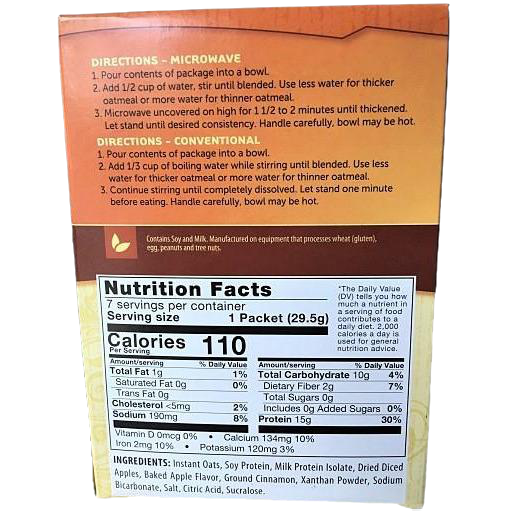 DIRECTIONS – MICROWAVE
1. Pour contents of package into a bowl.
2. Add 1/2 cup of water, stir until blended. Use less water for thicker
oatmeal or more water for thinner oatmeal.
3. Microwave uncovered on high for 1 1/2 to 2 minutes until thickened.
Let stand until desired consistency. Handle carefully, bowl may be hot.
DIRECTIONS – CONVENTIONAL
1. Pour contents of package into a bowl.
2. Add 1/3 cup of boiling water while stirring until blended. Use less
water for thicker oatmeal or more water for thinner oatmeal.
3. Continue stirring until completely dissolved. Let stand one minute
before eating. Handle carefully, bowl may be hot.
Contains Soy and Milk. Manufactured on equipment that processes wheat (gluten),
egg, peanuts and tree nuts.
Nutrition Facts
7 servings per container
Serving size 1 Packet (29.5g)
Calories 110
Per Serving
Amount/serving % Daily Value
Total Fat 1g 1%
Saturated Fat 0g 0%
Trans Fat 0g
Cholesterol <5mg 2%
Sodium 190mg 8%
Amount/serving % Daily Value
Total Carbohydrate 10g 4%
Dietary Fiber 2g 7%
Total Sugars 0g
Includes 0g Added Sugars 0%
Protein 15g 30%
Vitamin D 0mcg 0% • Calcium 134mg 10%
Iron 2mg 10% • Potassium 120mg 3%
*The Daily Value
(DV) tells you how
much a nutrient in
a serving of food
contributes to a
daily diet. 2,000
calories a day is
used for general
nutrition advice.
INGREDIENTS: Instant Oats, Soy Protein, Milk Protein Isolate, Dried Diced
Apples, Baked Apple Flavor, Ground Cinnamon, Xanthan Powder, Sodium
Bicarbonate, Salt, Citric Acid, Sucralose.